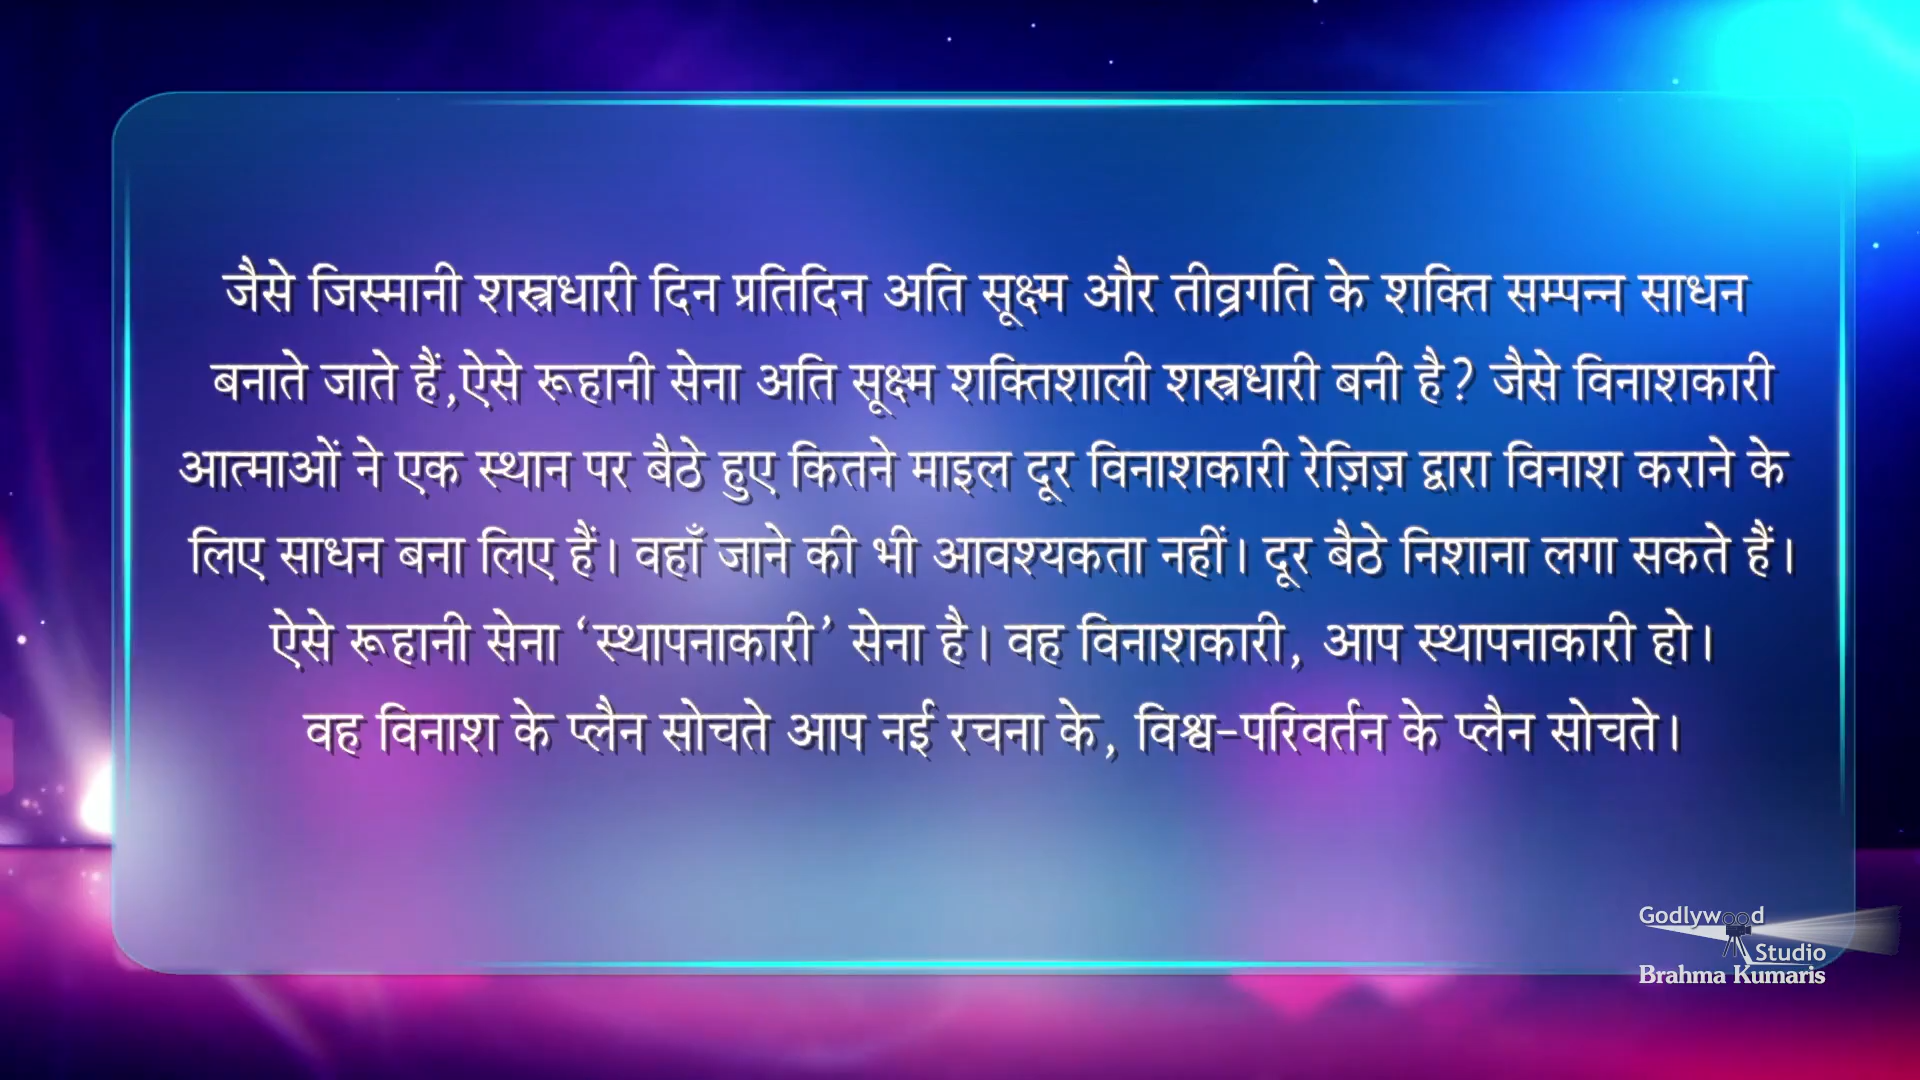 जैसे जिस्मानी शस्त्रधारी दिन प्रतिदिन अति सूक्ष्म और तीव्रगति के शक्ति सम्पन्न साधन
बनाते जाते हैं,ऐसे रूहानी सेना अति सूक्ष्म शक्तिशाली शस्त्रधारी बनी है? जैसे विनाशकारी
आत्माओं ने एक स्थान पर बैठे हुए कितने माइल दूर विनाशकारी रेज़िज़ द्वारा विनाश कराने के
लिए साधन बना लिए हैं। वहाँ जाने की भी आवश्यकता नहीं। दूर बैठे निशाना लगा सकते हैं।
ऐसे रूहानी सेना ‘स्थापनाकारी’ सेना है। वह विनाशकारी, आप स्थापनाकारी हो।
वह विनाश के प्लैन सोचते आप नई रचना के, विश्व-परिवर्तन के प्लैन सोचते।
Godlywood
Studio
Brahma Kumaris